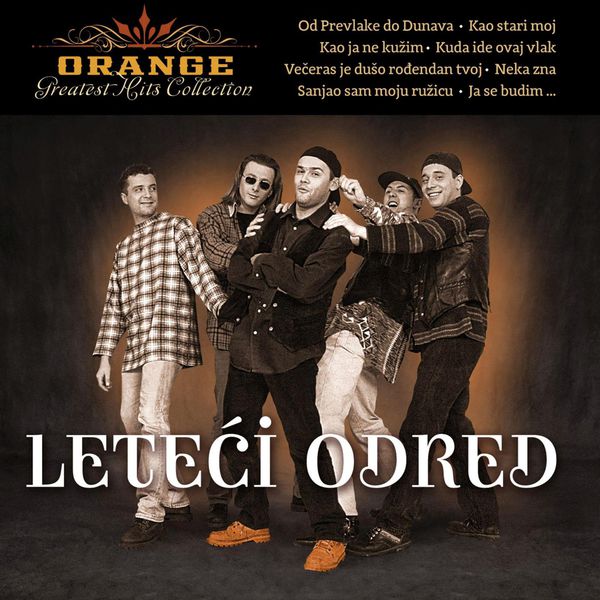 ORANGE
Greatest Hits Collection
Od Prevlake do Dunava • Kao stari moj
Kao ja ne kužim • Kuda ide ovaj vlak
Večeras je dušo rođendan tvoj • Neka zna
Sanjao sam moju ružicu • Ja se budim ...
LETEĆİ ODRED